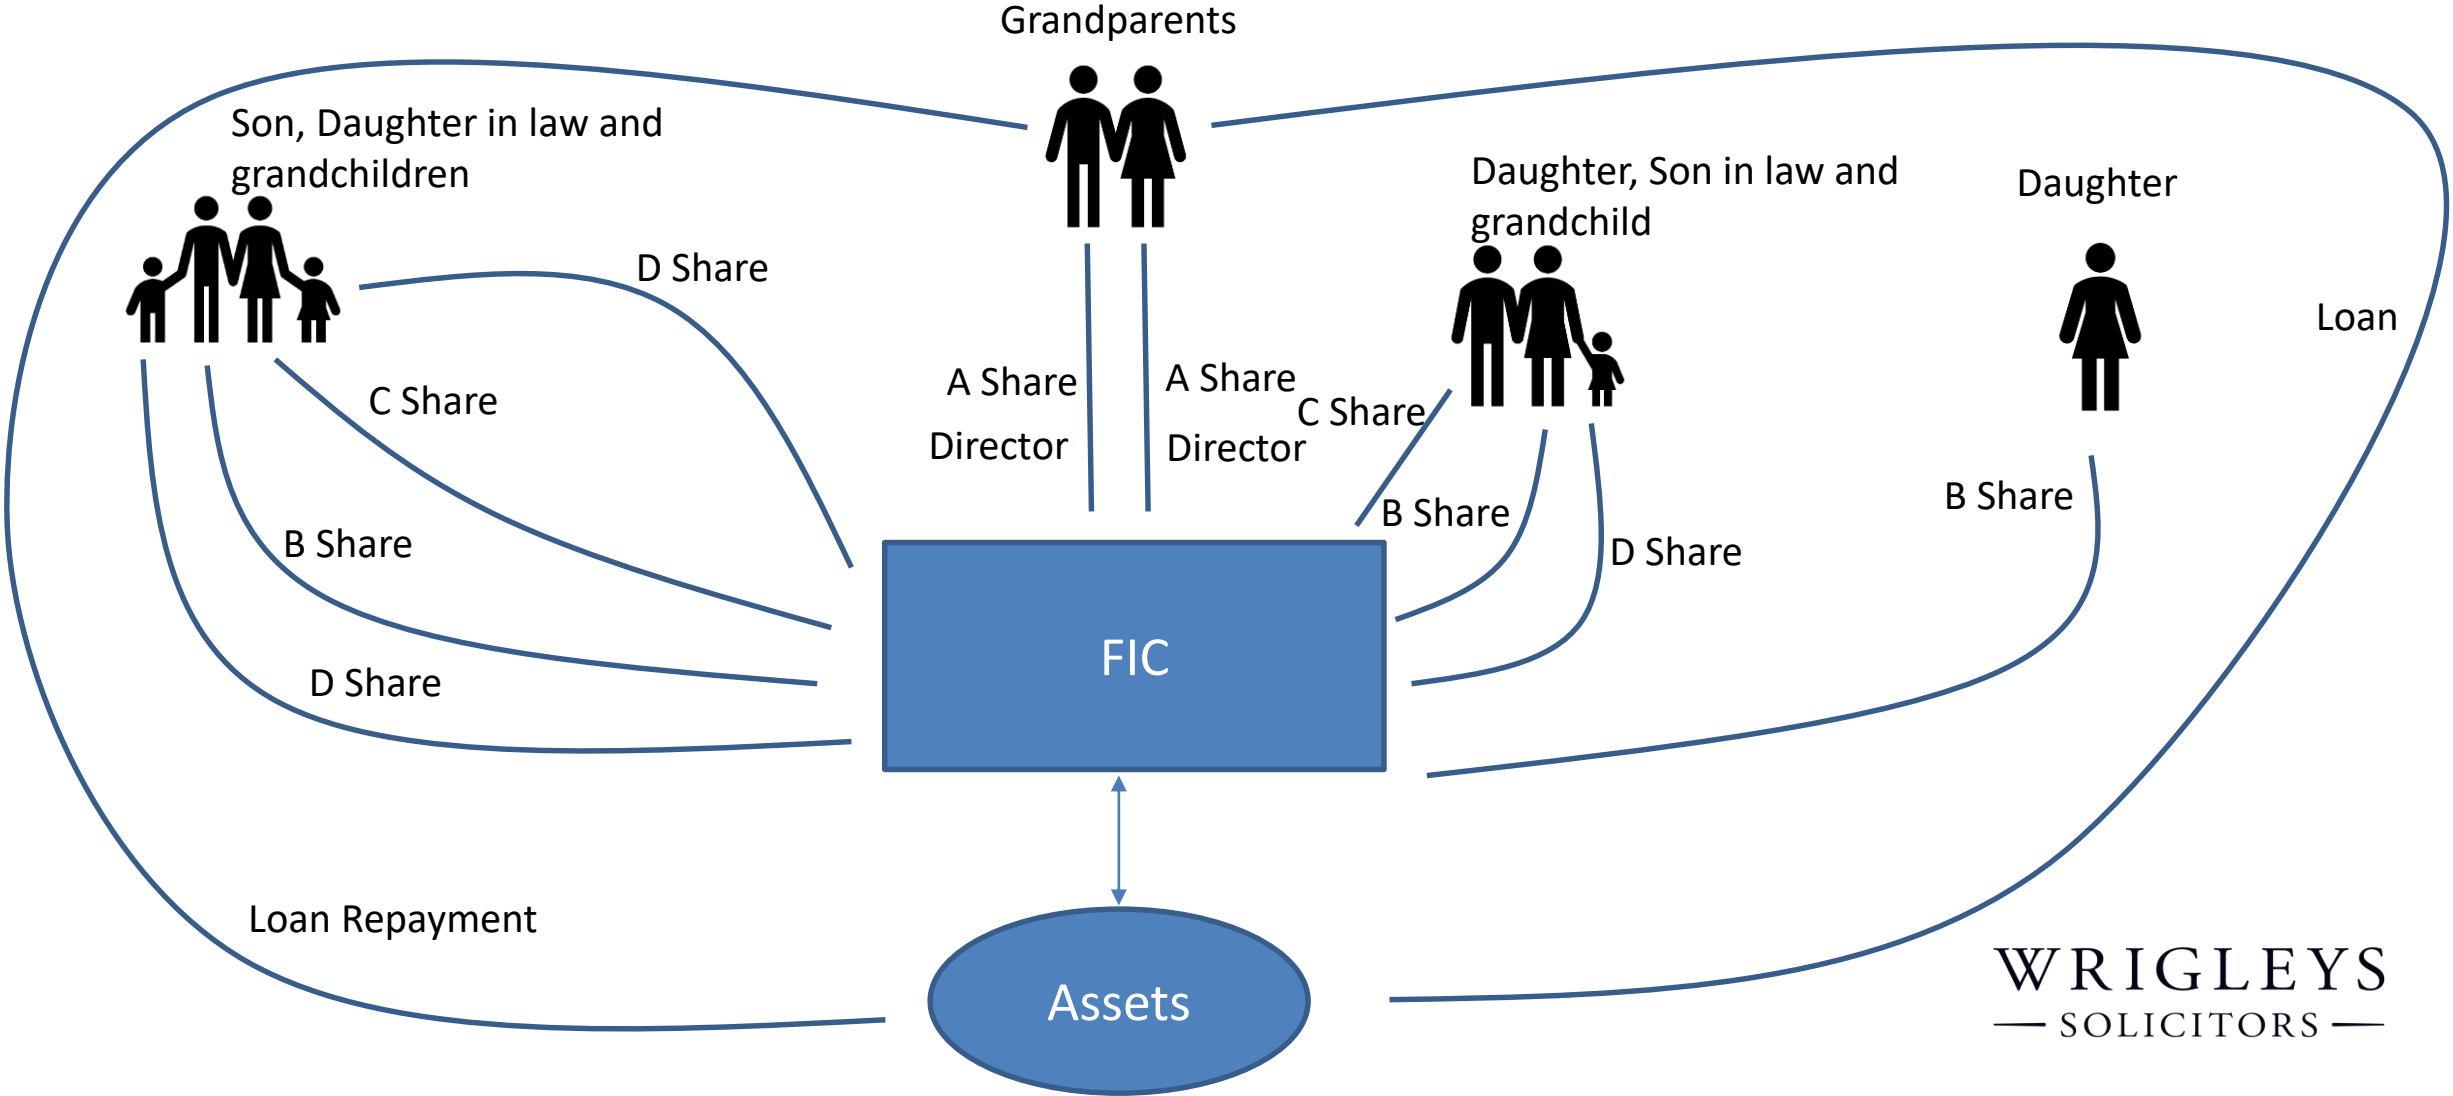 Grandparents
Son, Daughter in law and
grandchildren
Daughter, Son in law and
grandchild
Daughter
D Share
Loan
A Share
A Share
C Share
C Share
Director
Director
B Share
B Share
B Share
D Share
FIC
D Share
Loan Repayment
Assets
WRIGLEYS
SOLICITORS